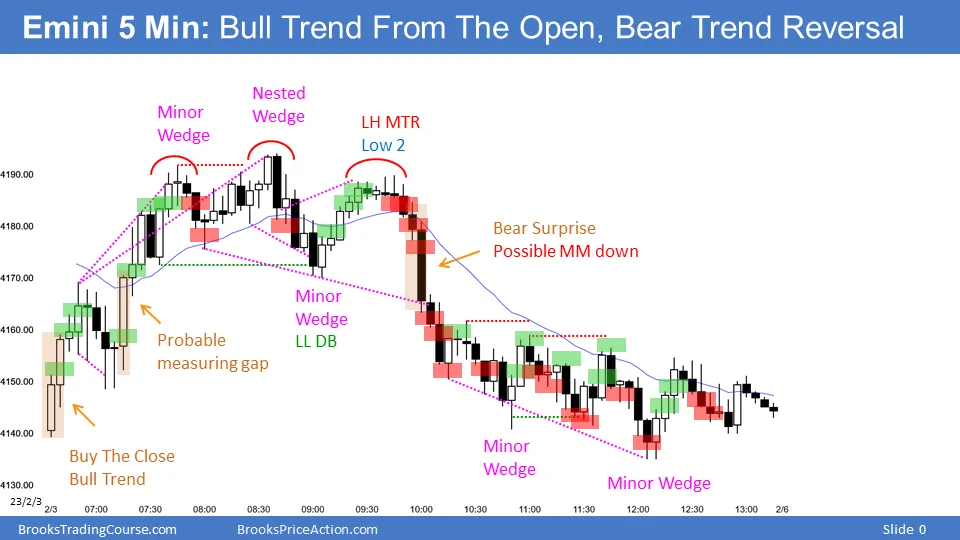 Emini 5 Min: Bull Trend From The Open, Bear Trend Reversal
Nested
Wedge
Minor
Wedge
LH MTR
Low 2
4190.00
4180.00
4170.00
4160.00
4150.00
4140.00
4130.00
Bear Surprise
Possible MM down
Minor
Wedge
LL DB
Probable
measuring gap
Buy The Close
Bull Trend
Minor
Wedge
Minor Wedge
23/2/3
2/3 07:00 07:30 08:00 08:30 09:00 09:30 10:00 10:30 11:00 11:30 12:00 12:30 13:00 2/6
BrooksTradingCourse.com BrooksPriceAction.com Slide 0